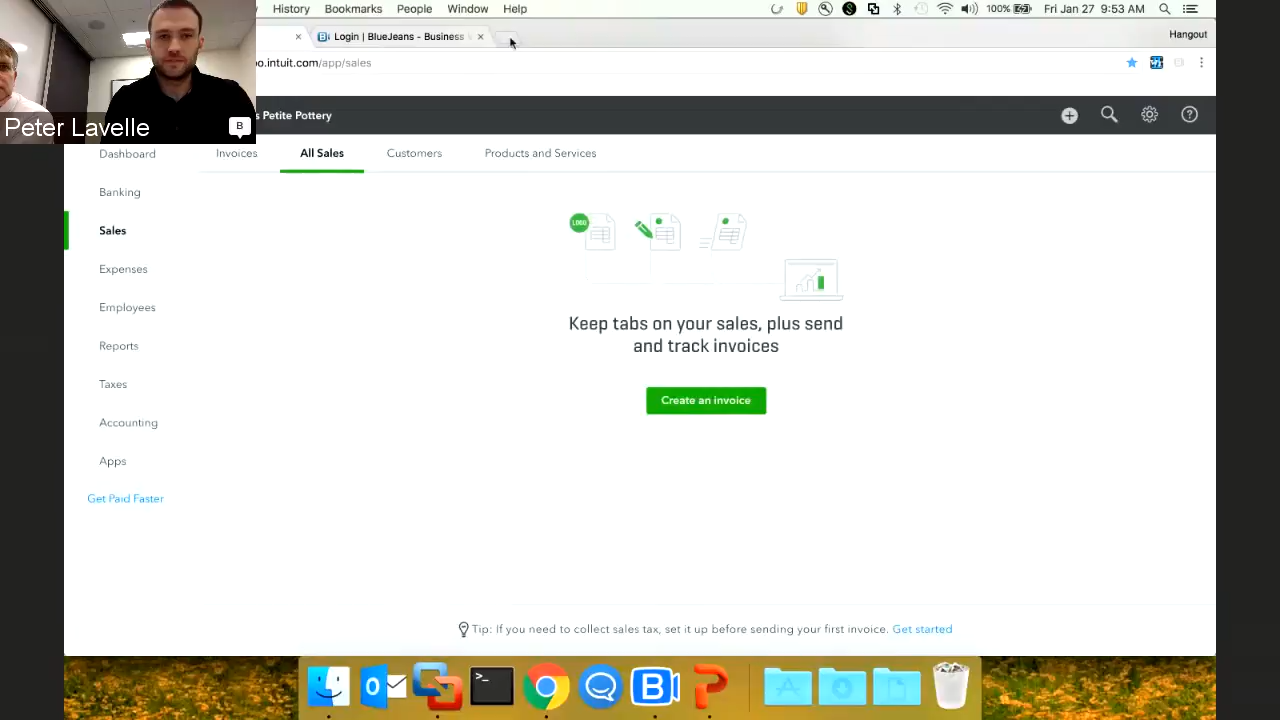 History Bookmarks People Window Help 100% Fri Jan 27 9:53 AM
Login | BlueJeans - Business
Hangout
o.intuit.com/app/sales
s Petite Pottery
Peter Lavelle
B
Dashboard
Invoices All Sales Customers Products and Services
Banking
Sales
Expenses
Employees
Reports
Taxes
Accounting
Apps
Get Paid Faster
LOGO
Keep tabs on your sales, plus send
and track invoices
Create an invoice
Tip: If you need to collect sales tax, set it up before sending your first invoice. Get started